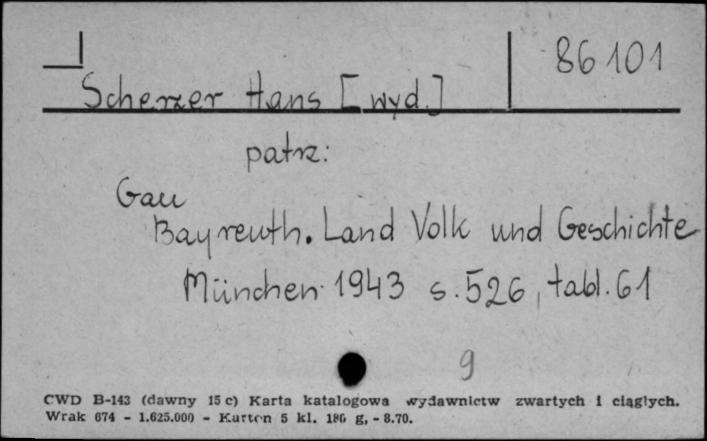 86101
Scherzer Hans [wyd.]
patrz:
Gau
Bayreuth. Land Volk und Geschichte
München 1943 s. 526, tabl. 61
9
CWD B-143 (dawny 15 c) Karta katalogowa wydawnictw zwartych i ciągłych.
Wrak 674 - 1.625.000 - Karton 5 kl. 180 g, - 8.70.